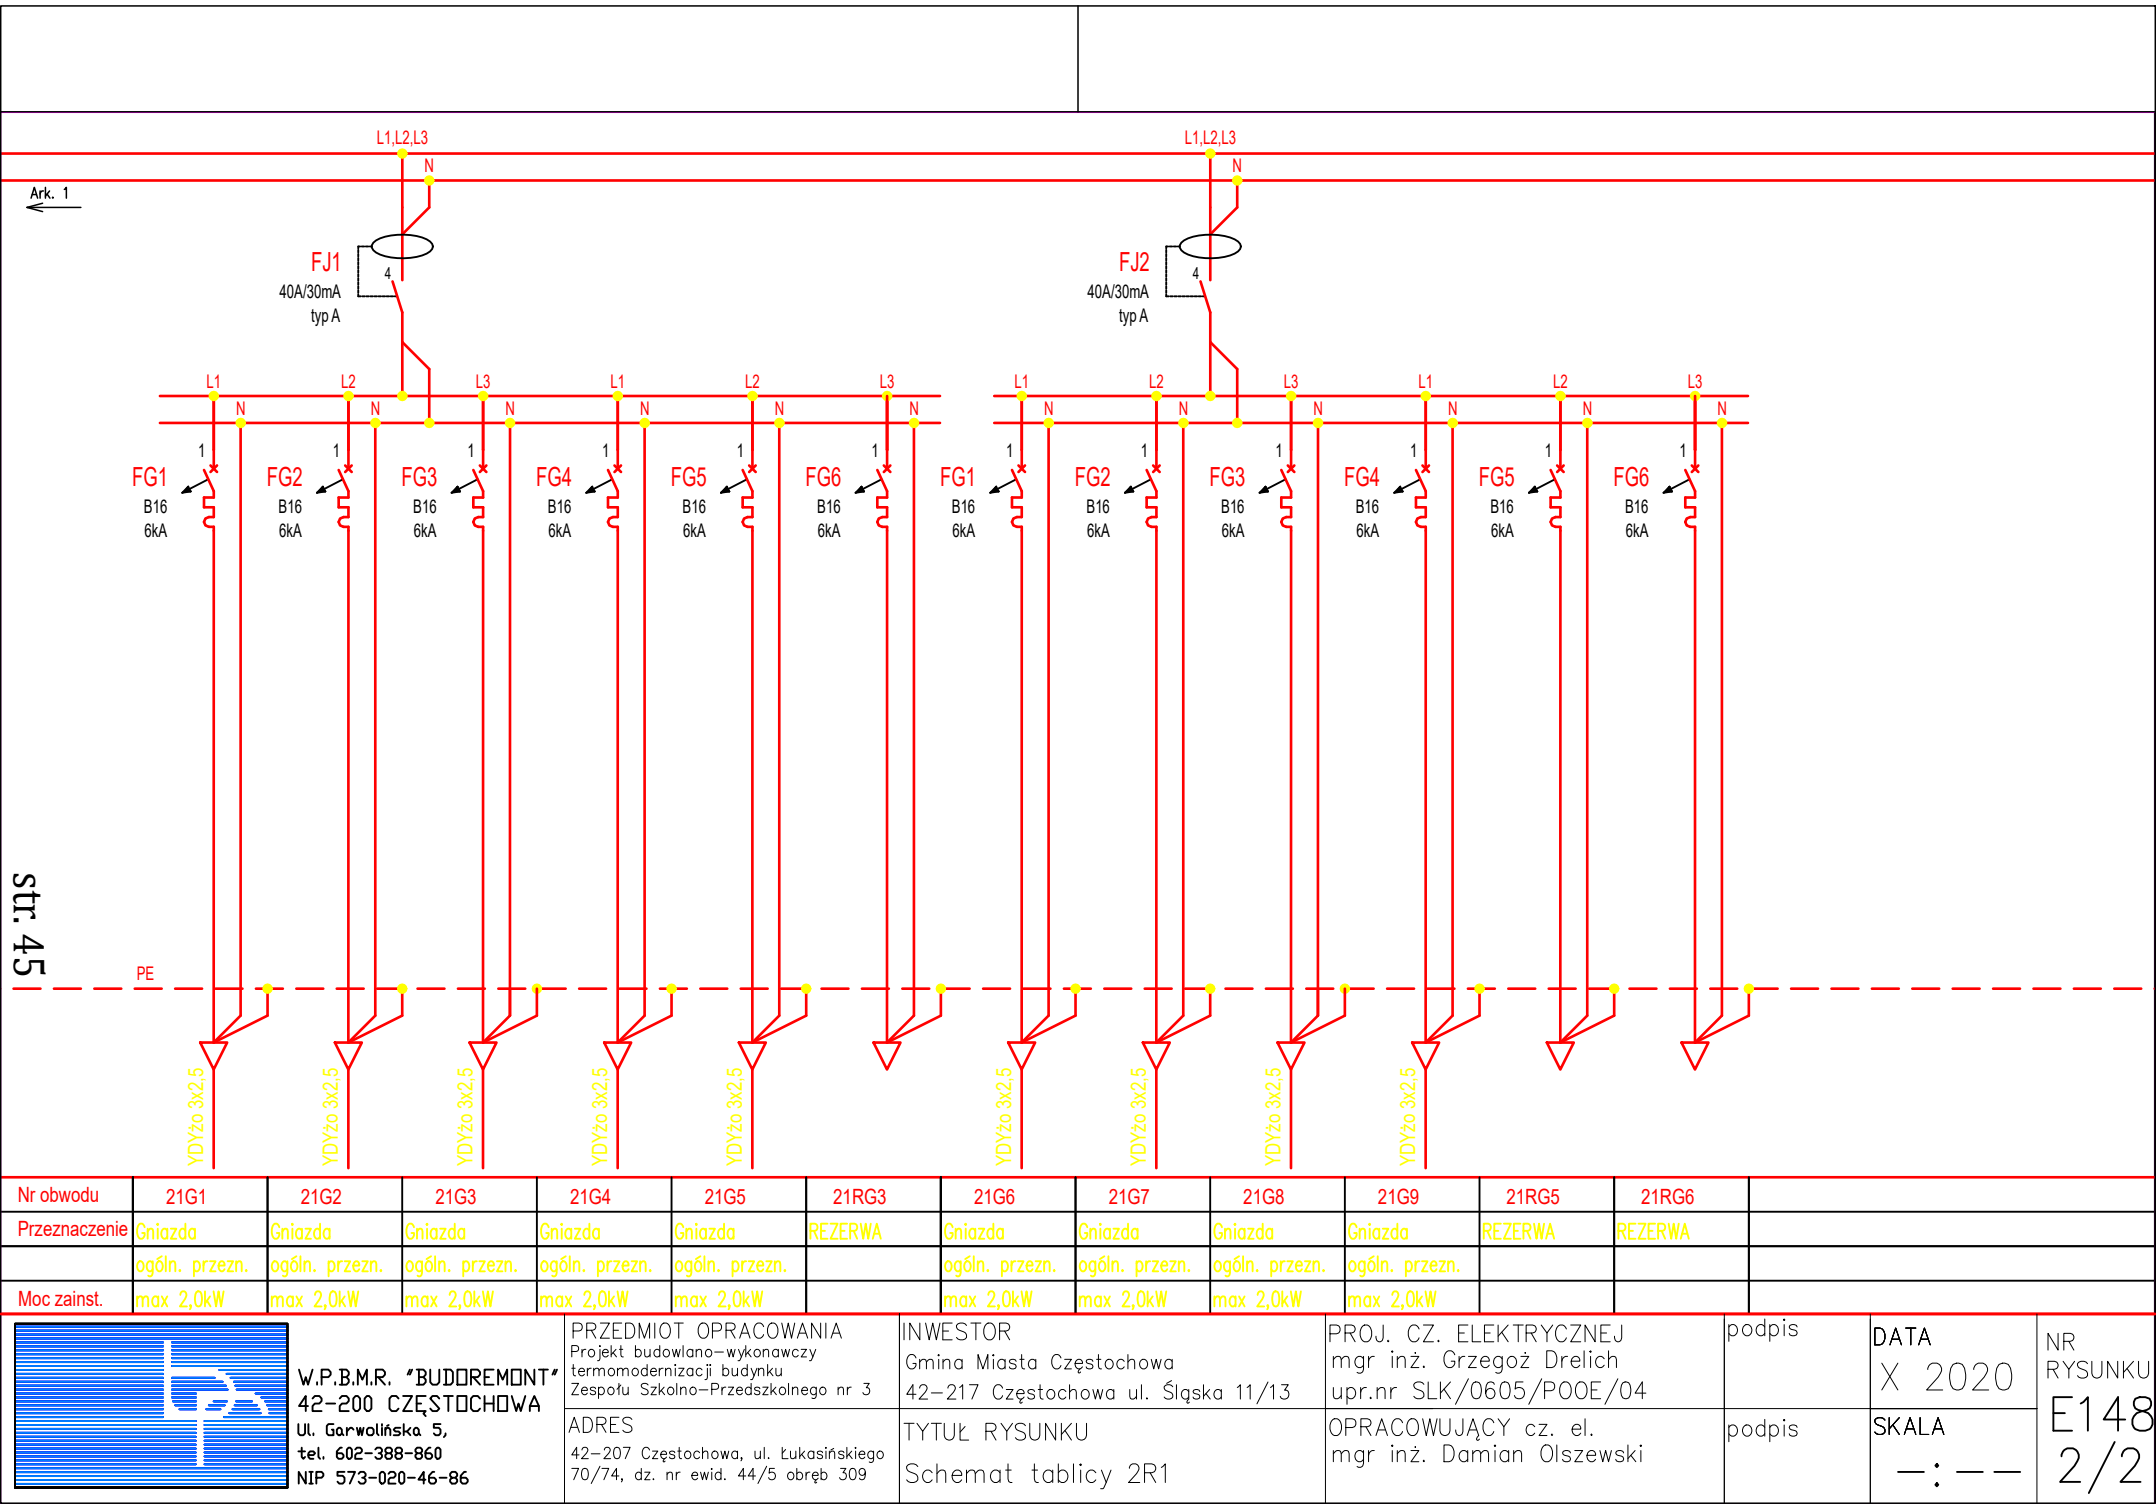 L1,L2,L3
L1,L2,L3
N
N
Ark. 1
FJ1
4
40A/30mA
typ A
FJ2
4
40A/30mA
typ A
L1 L2 L3 L1 L2 L3 L1 L2 L3 L1 L2 L3
N N N N N N N N N N N N
1 1 1 1 1 1 1 1 1 1 1 1
FG1 FG2 FG3 FG4 FG5 FG6 FG1 FG2 FG3 FG4 FG5 FG6
B16 B16 B16 B16 B16 B16 B16 B16 B16 B16 B16 B16
6kA 6kA 6kA 6kA 6kA 6kA 6kA 6kA 6kA 6kA 6kA 6kA
str. 45
PE
YDYżo 3x2,5 YDYżo 3x2,5 YDYżo 3x2,5 YDYżo 3x2,5 YDYżo 3x2,5 YDYżo 3x2,5 YDYżo 3x2,5 YDYżo 3x2,5 YDYżo 3x2,5
Nr obwodu 21G1 21G2 21G3 21G4 21G5 21RG3 21G6 21G7 21G8 21G9 21RG5 21RG6
Przeznaczenie Gniazda Gniazda Gniazda Gniazda Gniazda REZERWA Gniazda Gniazda Gniazda Gniazda REZERWA REZERWA
ogóln. przezn. ogóln. przezn. ogóln. przezn. ogóln. przezn. ogóln. przezn. ogóln. przezn. ogóln. przezn. ogóln. przezn. ogóln. przezn.
Moc zainst. max 2,0kW max 2,0kW max 2,0kW max 2,0kW max 2,0kW max 2,0kW max 2,0kW max 2,0kW max 2,0kW
W.P.B.M.R. "BUDOREMONT"
42-200 CZĘSTOCHOWA
Ul. Garwolińska 5,
tel. 602-388-860
NIP 573-020-46-86
PRZEDMIOT OPRACOWANIA
Projekt budowlano-wykonawczy
termomodernizacji budynku
Zespołu Szkolno-Przedszkolnego nr 3
ADRES
42-207 Częstochowa, ul. Łukasińskiego
70/74, dz. nr ewid. 44/5 obręb 309
INWESTOR
Gmina Miasta Częstochowa
42-217 Częstochowa ul. Śląska 11/13
TYTUŁ RYSUNKU
Schemat tablicy 2R1
PROJ. CZ. ELEKTRYCZNEJ
mgr inż. Grzegoż Drelich
upr.nr SLK/0605/POOE/04
OPRACOWUJĄCY cz. el.
mgr inż. Damian Olszewski
podpis
podpis
DATA
X 2020
SKALA
-:--
NR
RYSUNKU
E148
2/2